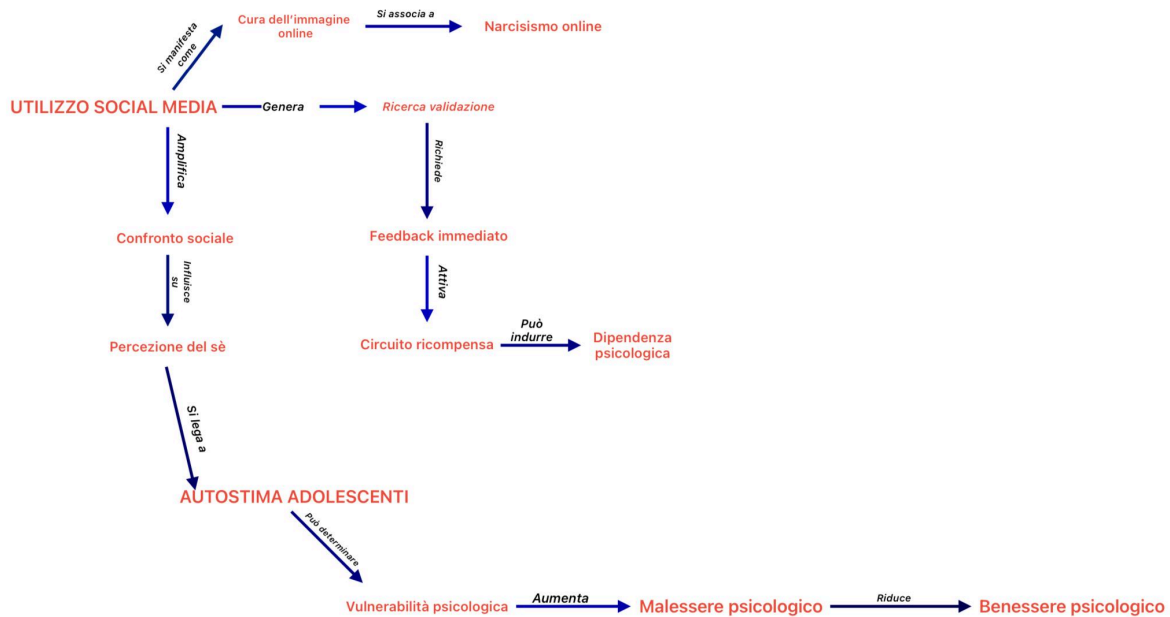 Cura dell'immagine
online
Si associa a
Narcisismo online
Si manifesta
come
UTILIZZO SOCIAL MEDIA
Genera
Ricerca validazione
Amplifica
Richiede
Confronto sociale
Feedback immediato
Influisce
su
Attiva
Percezione del sè
Circuito ricompensa
Può
indurre
Dipendenza
psicologica
Si lega a
AUTOSTIMA ADOLESCENTI
Può determinare
Vulnerabilità psicologica
Aumenta
Malessere psicologico
Riduce
Benessere psicologico